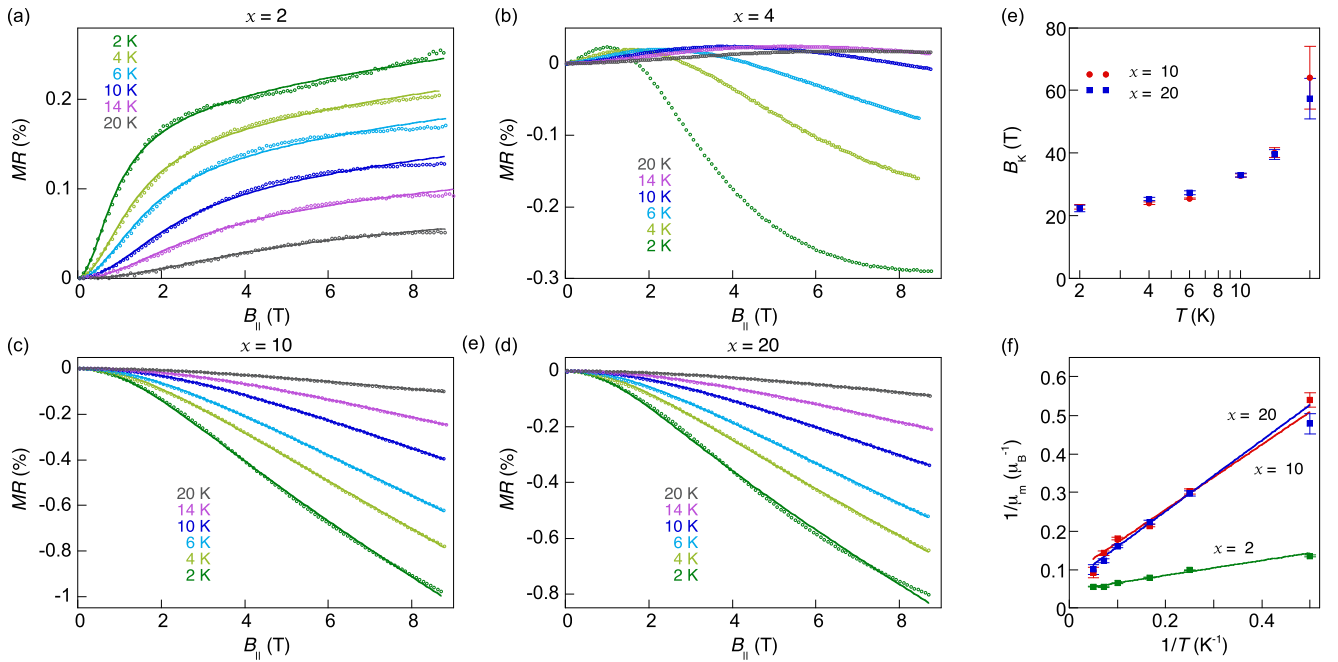 (a)
x = 2
2 K
4 K
6 K
10 K
14 K
20 K
MR (%)
0.2
0.1
0
0
2
4
6
8
B|| (T)
(b)
x = 4
MR (%)
0
-0.1
-0.2
-0.3
20 K
14 K
10 K
6 K
4 K
2 K
0
2
4
6
8
B|| (T)
(e)
80
60
40
20
0
BK (T)
x = 10
x = 20
2
4
6
8
10
T (K)
(c)
x = 10
(e)
MR (%)
0
-0.2
-0.4
-0.6
-0.8
-1
20 K
14 K
10 K
6 K
4 K
2 K
0
2
4
6
8
B|| (T)
(d)
x = 20
MR (%)
0
-0.2
-0.4
-0.6
-0.8
20 K
14 K
10 K
6 K
4 K
2 K
0
2
4
6
8
B|| (T)
(f)
0.6
0.5
0.4
0.3
0.2
0.1
0
1/μm (μB-1)
x = 20
x = 10
x = 2
0
0.2
0.4
1/T (K-1)